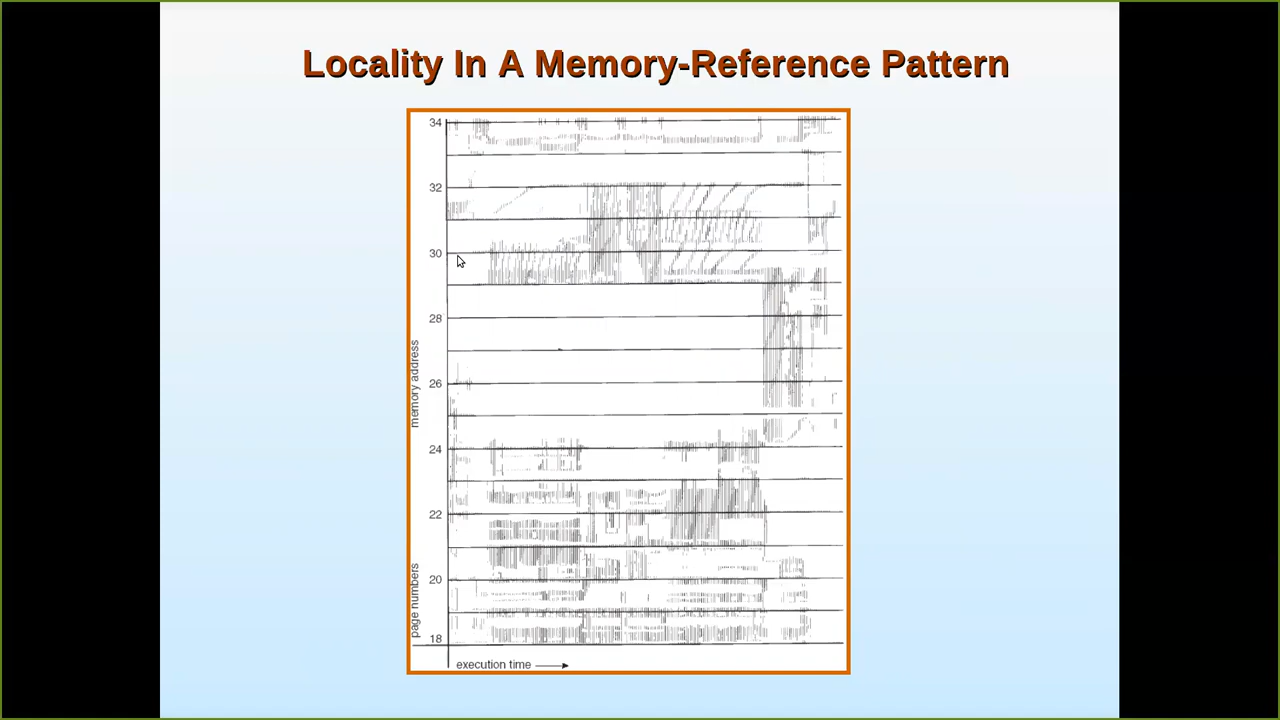 Locality In A Memory-Reference Pattern
34
32
30
28
26
memory address
24
22
20
page numbers
18
execution time